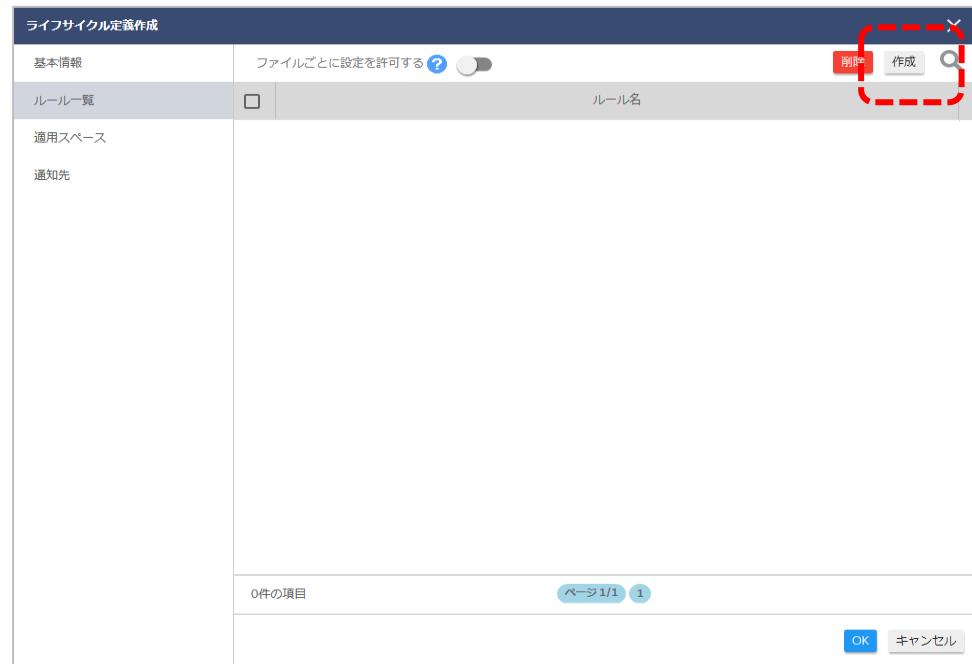 ライフサイクル定義作成
基本情報
ルール一覧
適用スペース
通知先
ファイルごとに設定を許可する ?
削除 作成
ルール名
0件の項目 ページ 1/1 1
OK キャンセル